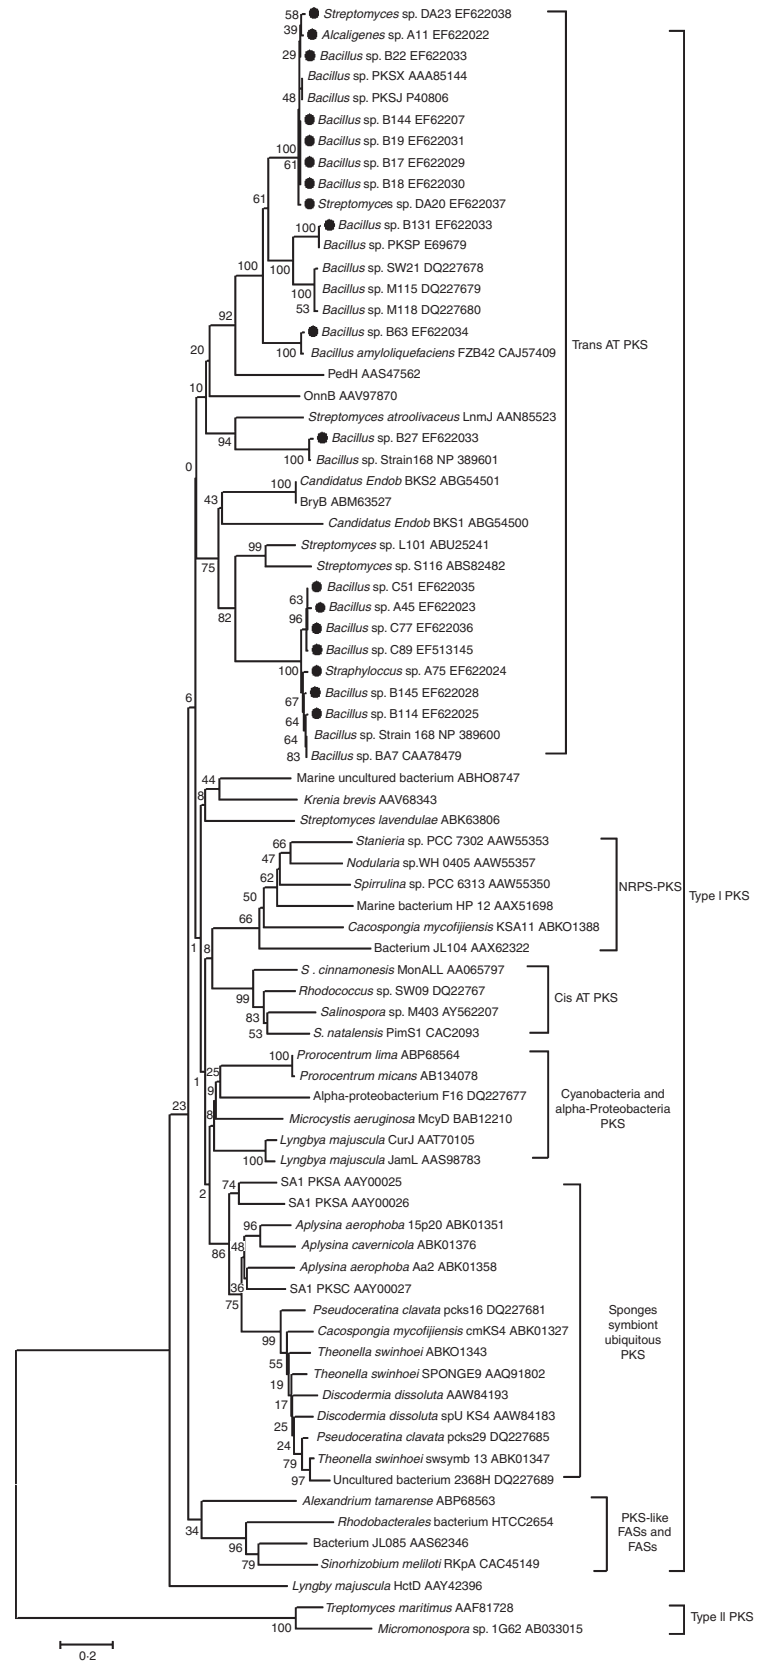 58
Streptomyces sp. DA23 EF622038
39
Alcaligenes sp. A11 EF622022
29
Bacillus sp. B22 EF622033
Bacillus sp. PKSX AAA85144
48
Bacillus sp. PKSJ P40806
Bacillus sp. B144 EF62207
Bacillus sp. B19 EF622031
100
61
Bacillus sp. B17 EF622029
Bacillus sp. B18 EF622030
61
Streptomyces sp. DA20 EF622037
100
Bacillus sp. B131 EF622033
Bacillus sp. PKSP E69679
100
100
Bacillus sp. SW21 DQ227678
100
Bacillus sp. M115 DQ227679
53
Bacillus sp. M118 DQ227680
92
Bacillus sp. B63 EF622034
Trans AT PKS
20
100
Bacillus amyloliquefaciens FZB42 CAJ57409
PedH AAS47562
10
OnnB AAV97870
Streptomyces atroolivaceus LnmJ AAN85523
94
Bacillus sp. B27 EF622033
100
Bacillus sp. Strain168 NP 389601
0
100
Candidatus Endob BKS2 ABG54501
43
BryB ABM63527
Candidatus Endob BKS1 ABG54500
99
Streptomyces sp. L101 ABU25241
75
Streptomyces sp. S116 ABS82482
Bacillus sp. C51 EF622035
63
Bacillus sp. A45 EF622023
82
96
Bacillus sp. C77 EF622036
Bacillus sp. C89 EF513145
100
Straphyloccus sp. A75 EF622024
6
67
Bacillus sp. B145 EF622028
64
Bacillus sp. B114 EF622025
64
Bacillus sp. Strain 168 NP 389600
83
Bacillus sp. BA7 CAA78479
44
Marine uncultured bacterium ABHO8747
8
Krenia brevis AAV68343
Streptomyces lavendulae ABK63806
66
Stanieria sp. PCC 7302 AAW55353
47
Nodularia sp.WH 0405 AAW55357
62
Spirrulina sp. PCC 6313 AAW55350
NRPS-PKS
Type I PKS
50
Marine bacterium HP 12 AAX51698
66
Cacospongia mycofijiensis KSA11 ABKO1388
1
8
Bacterium JL104 AAX62322
S . cinnamonesis MonALL AA065797
99
Rhodococcus sp. SW09 DQ22767
Cis AT PKS
83
Salinospora sp. M403 AY562207
53
S. natalensis PimS1 CAC2093
100
Prorocentrum lima ABP68564
1
25
Prorocentrum micans AB134078
9
Alpha-proteobacterium F16 DQ227677
Cyanobacteria and
alpha-Proteobacteria
PKS
23
8
Microcystis aeruginosa McyD BAB12210
Lyngbya majuscula CurJ AAT70105
100
Lyngbya majuscula JamL AAS98783
2
74
SA1 PKSA AAY00025
SA1 PKSA AAY00026
96
Aplysina aerophoba 15p20 ABK01351
86
48
Aplysina cavernicola ABK01376
Aplysina aerophoba Aa2 ABK01358
36
SA1 PKSC AAY00027
75
Pseudoceratina clavata pcks16 DQ227681
Sponges
symbiont
ubiquitous
PKS
99
Cacospongia mycofijiensis cmKS4 ABK01327
55
Theonella swinhoei ABKO1343
19
Theonella swinhoei SPONGE9 AAQ91802
17
Discodermia dissoluta AAW84193
25
Discodermia dissoluta spU KS4 AAW84183
24
Pseudoceratina clavata pcks29 DQ227685
79
Theonella swinhoei swsymb 13 ABK01347
97
Uncultured bacterium 2368H DQ227689
Alexandrium tamarense ABP68563
34
Rhodobacterales bacterium HTCC2654
PKS-like
FASs and
FASs
96
Bacterium JL085 AAS62346
79
Sinorhizobium meliloti RKpA CAC45149
Lyngby majuscula HctD AAY42396
Treptomyces maritimus AAF81728
Type II PKS
100
Micromonospora sp. 1G62 AB033015
0·2